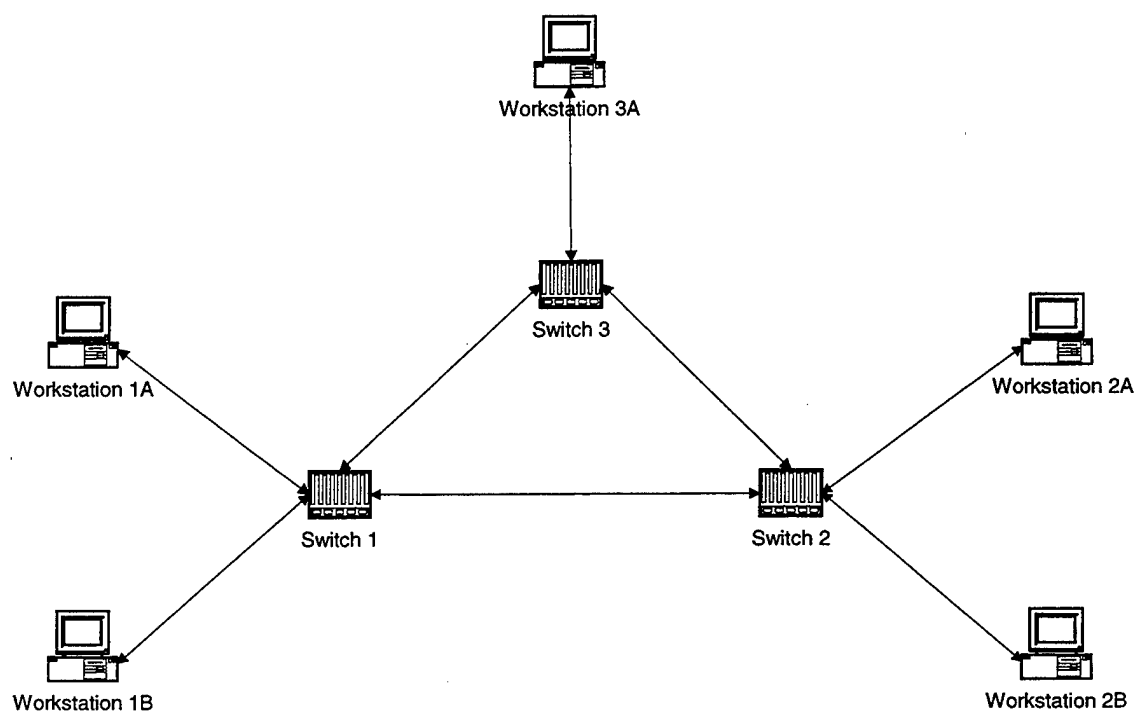 Workstation 3A
Switch 3
Workstation 1A
Workstation 2A
Switch 1
Switch 2
Workstation 1B
Workstation 2B